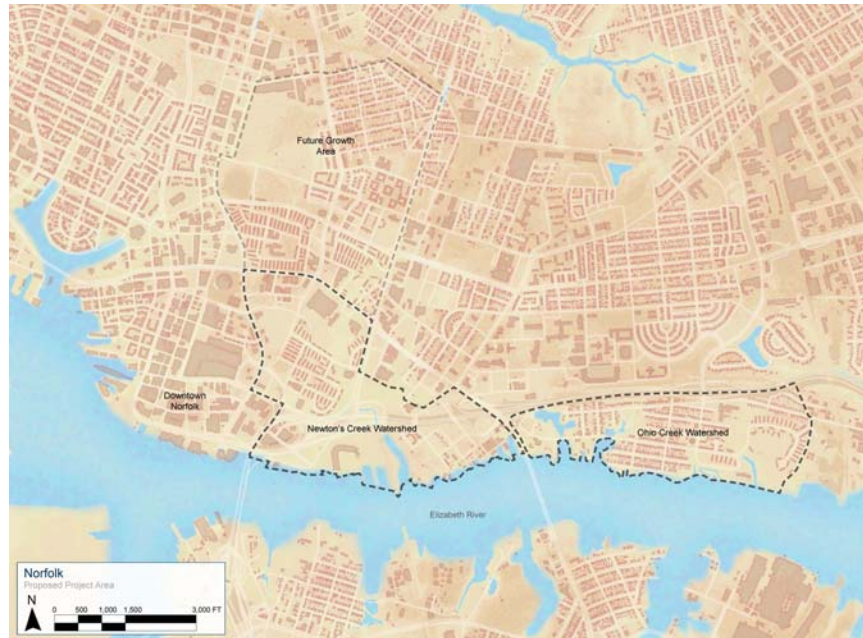 Future Growth
Area
Downtown
Norfolk
Newton's Creek Watershed
Ohio Creek Watershed
Elizabeth River
Norfolk
Proposed Project Area
N
0 500 1,000 1,500 3,000 FT